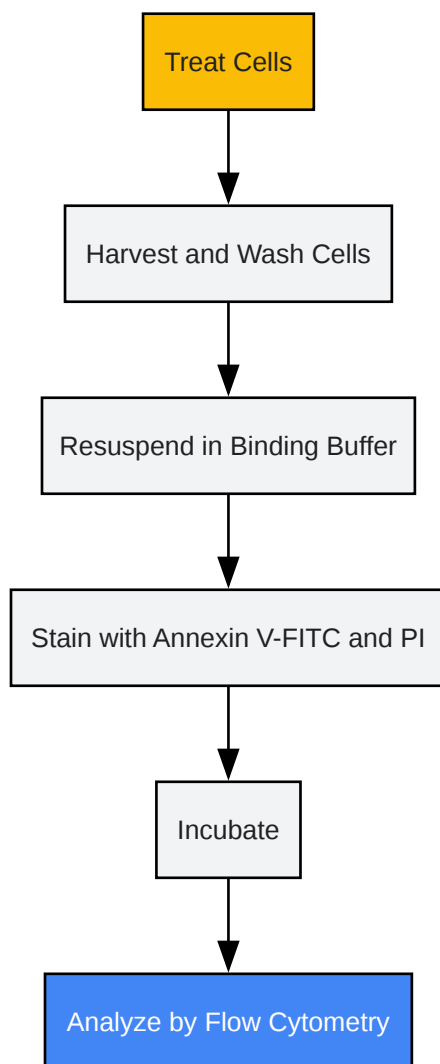 Treat Cells
Harvest and Wash Cells
Resuspend in Binding Buffer
Stain with Annexin V-FITC and PI
Incubate
Analyze by Flow Cytometry